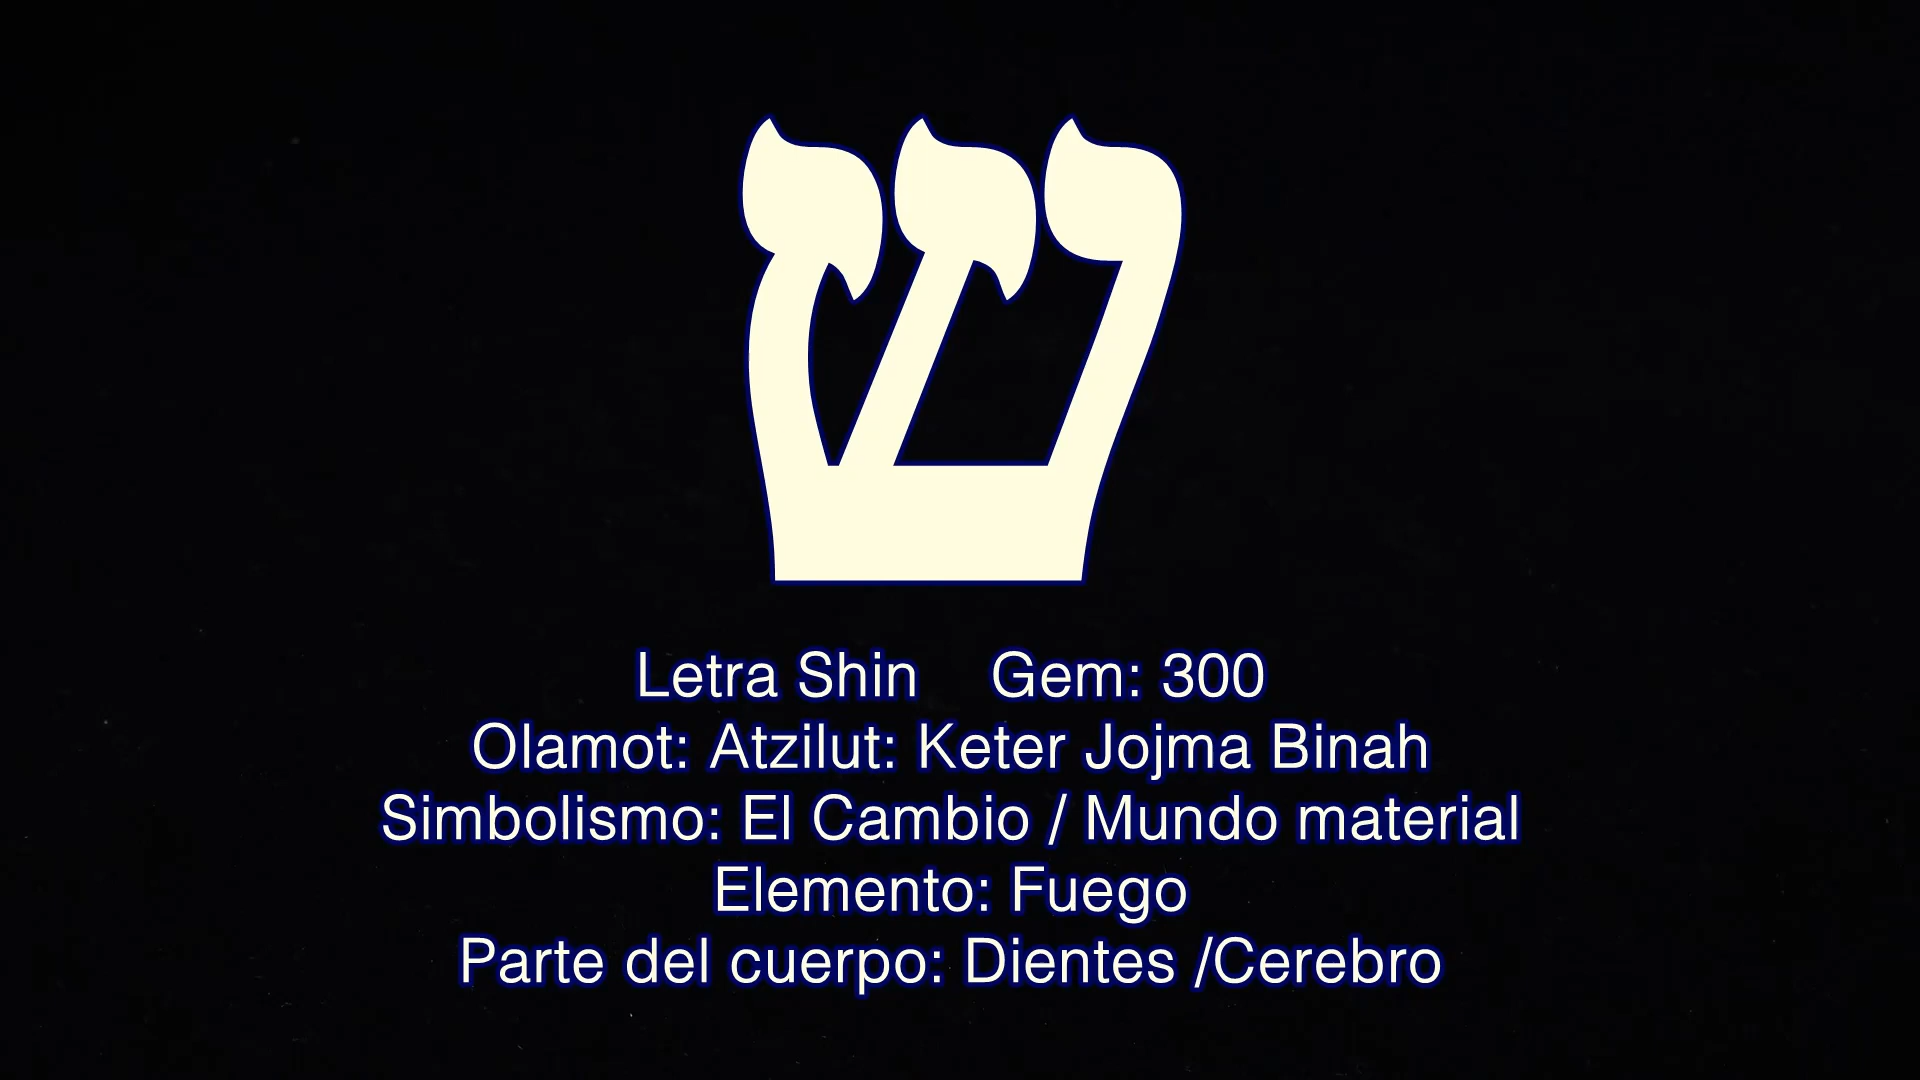 ש
Letra Shin Gem: 300
Olamot: Atzilut: Keter Jojma Binah
Simbolismo: El Cambio / Mundo material
Elemento: Fuego
Parte del cuerpo: Dientes /Cerebro